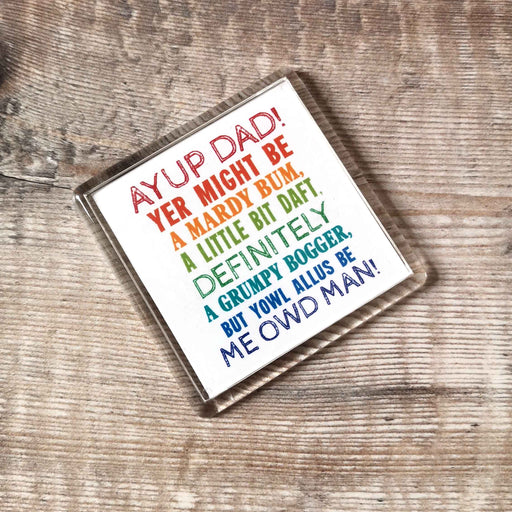 AYUP DAD!
YER MIGHT BE
A MARDY BUM,
A LITTLE BIT DAFT,
DEFINITELY
A GRUMPY BOGGER,
BUT YOWL ALLUS BE
ME OWD MAN!